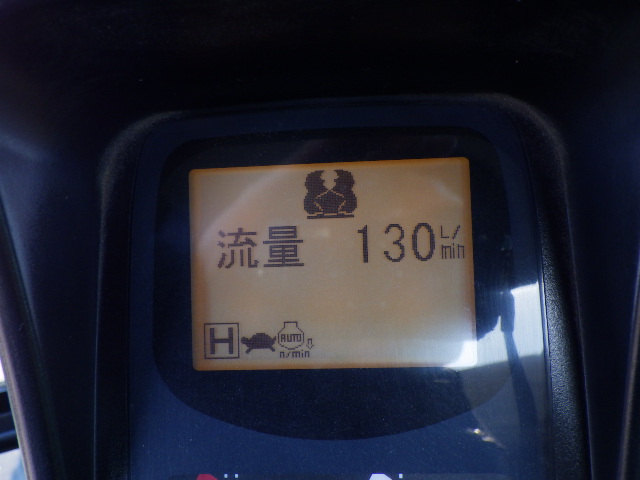 流量 130 L/min
H AUTO
n/min